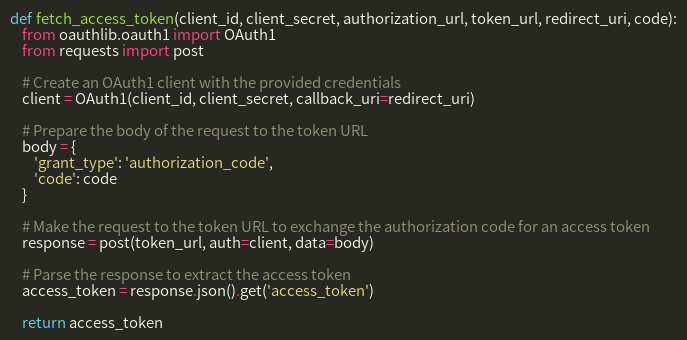 def fetch_access_token(client_id, client_secret, authorization_url, token_url, redirect_uri, code):
from oauthlib.oauth1 import OAuth1
from requests import post
# Create an OAuth1 client with the provided credentials
client = OAuth1(client_id, client_secret, callback_uri=redirect_uri)
# Prepare the body of the request to the token URL
body = {
'grant_type': 'authorization_code',
'code': code
}
# Make the request to the token URL to exchange the authorization code for an access token
response = post(token_url, auth=client, data=body)
# Parse the response to extract the access token
access_token = response.json().get('access_token')
return access_token